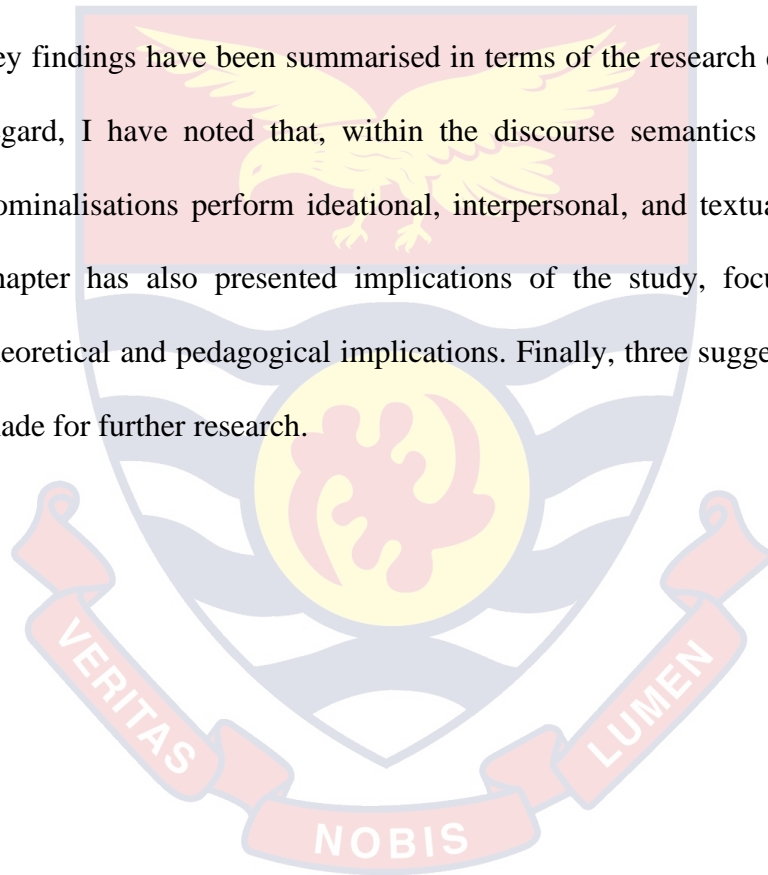 ey findings have been summarised in terms of the research
gard, I have noted that, within the discourse semantics
ominalisations perform ideational, interpersonal, and textua
hapter has also presented implications of the study, focu
eoretical and pedagogical implications. Finally, three sugge
ade for further research.
VERITAS
NOBIS
LUMEN